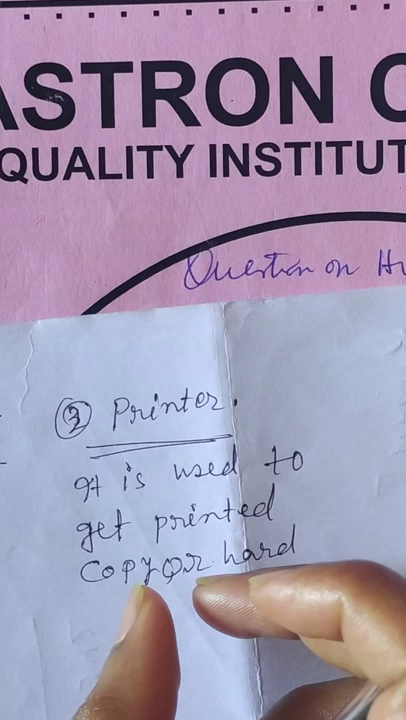 ASTRON C
QUALITY INSTITUT
Question on
② Printer.
It is used to
get printed
copy or hard